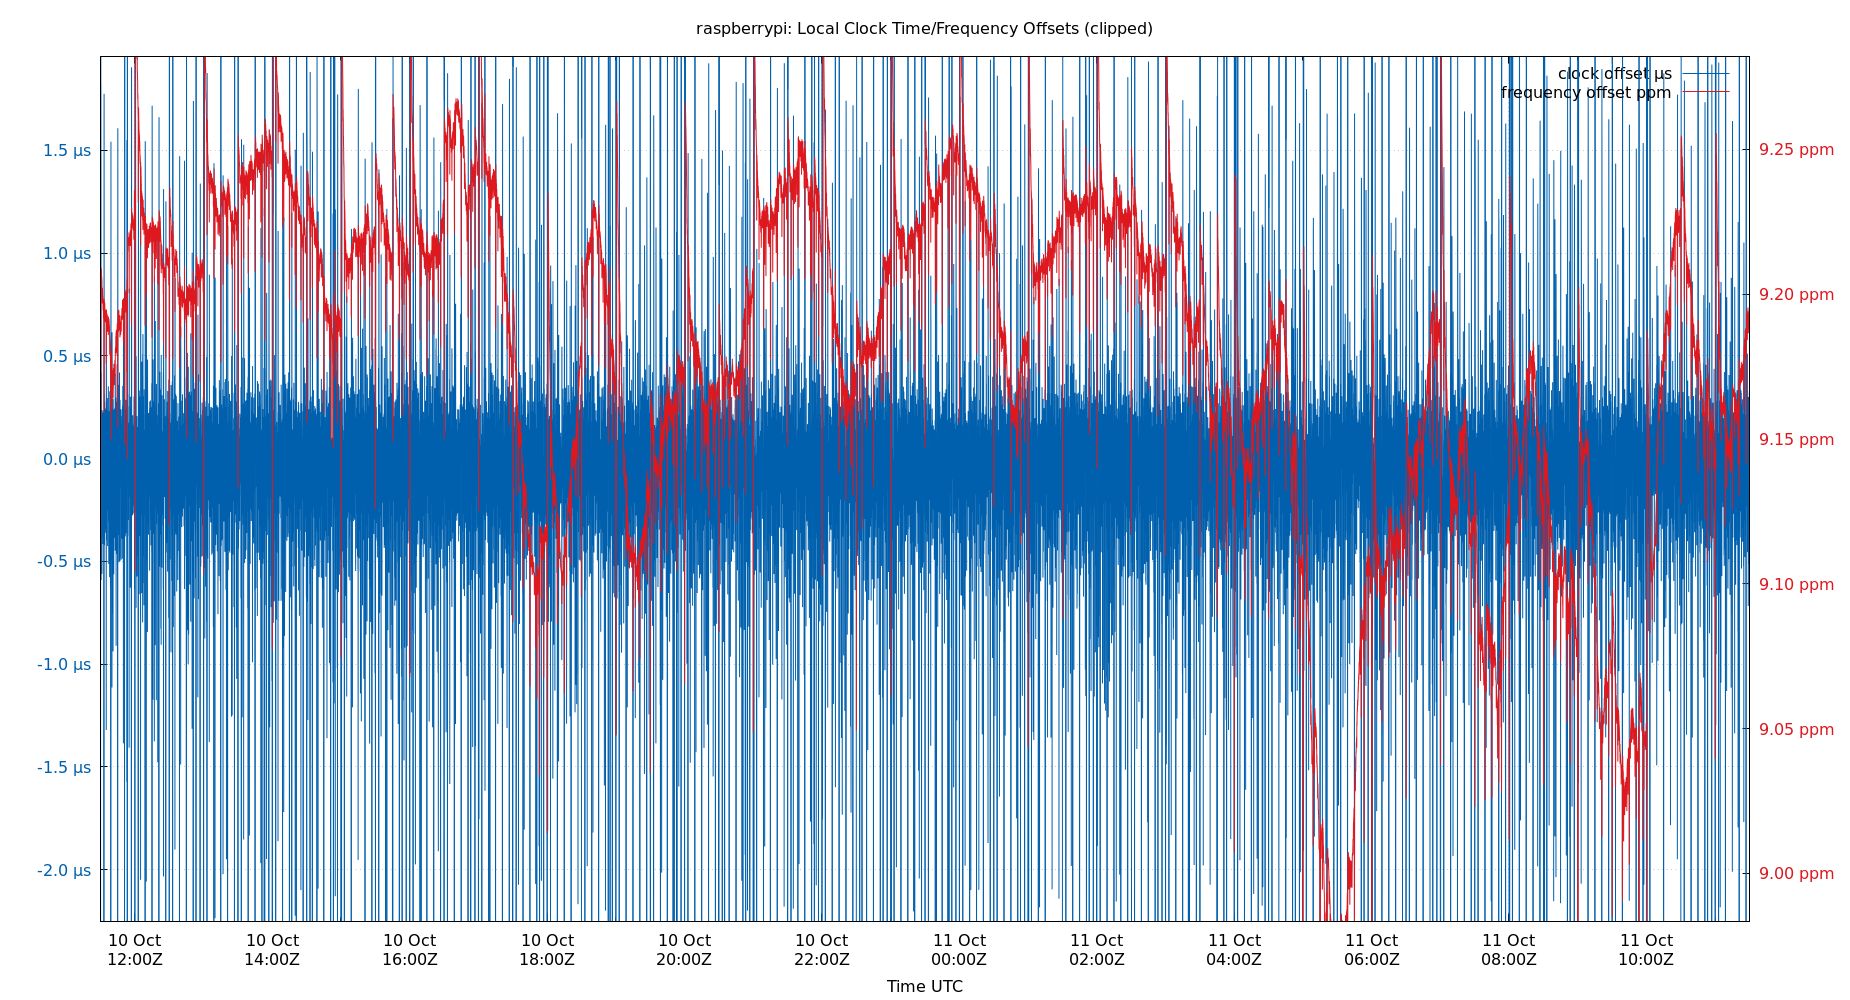 raspberrypi: Local Clock Time/Frequency Offsets (clipped)
clock offset µs
frequency offset ppm
1.5 µs
1.0 µs
0.5 µs
0.0 µs
-0.5 µs
-1.0 µs
-1.5 µs
-2.0 µs
9.25 ppm
9.20 ppm
9.15 ppm
9.10 ppm
9.05 ppm
9.00 ppm
10 Oct 10 Oct 10 Oct 10 Oct 10 Oct 10 Oct 11 Oct 11 Oct 11 Oct 11 Oct 11 Oct 11 Oct
12:00Z 14:00Z 16:00Z 18:00Z 20:00Z 22:00Z 00:00Z 02:00Z 04:00Z 06:00Z 08:00Z 10:00Z
Time UTC